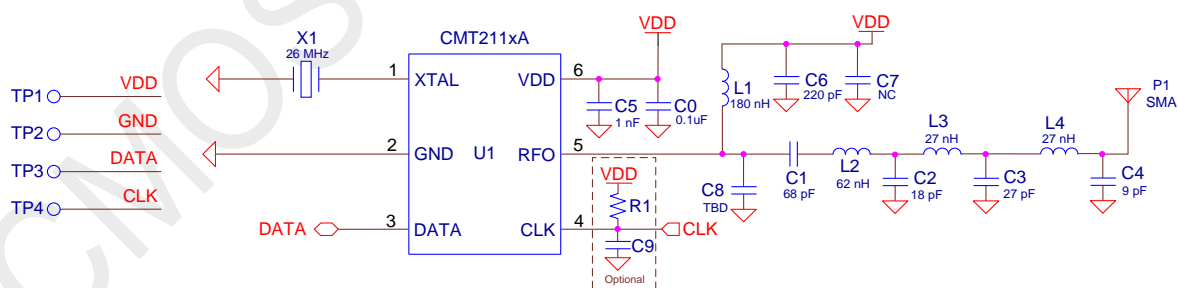 CMOS
TP1
VDD
TP2
GND
TP3
DATA
TP4
CLK
X1
26 MHz
CMT211xA
1
XTAL
2
GND
3
DATA
DATA
U1
VDD
6
RFO
5
CLK
4
VDD
C5
1 nF
C0
0.1uF
VDD
R1
C9
Optional
CLK
VDD
L1
180 nH
C6
220 pF
C7
NC
C8
TBD
C1
68 pF
L2
62 nH
C2
18 pF
L3
27 nH
C3
27 pF
L4
27 nH
C4
9 pF
P1
SMA